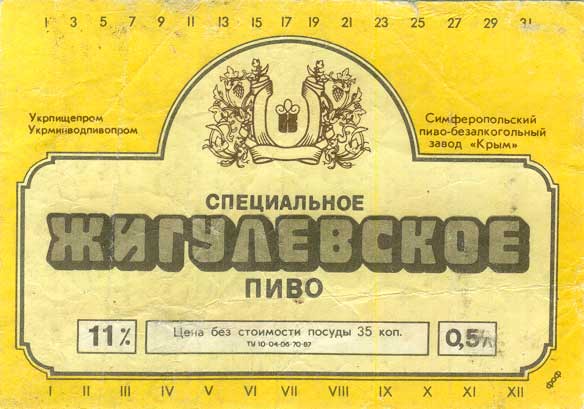 1 3 5 7 9 11 13 15 17 19 21 23 25 27 29 31
Укрпищепром
Укрминводпивопром
Симферопольский
пиво-безалкогольный
завод «Крым»
СПЕЦИАЛЬНОЕ
ЖИГУЛЕВСКОЕ
ПИВО
11%
Цена без стоимости посуды 35 коп.
ТУ 10-04-06-70-87
0,5л
I II III IV V VI VII VIII IX X XI XII
ФОФ